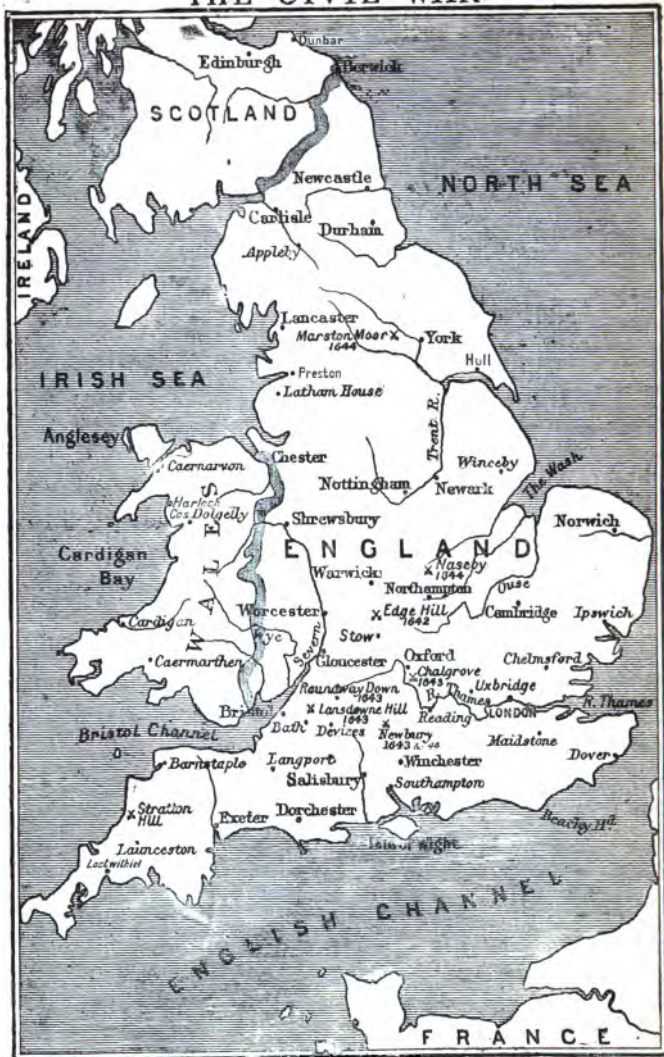 THE CIVIL WAR
Dunbar
Edinburgh
Berwick
SCOTLAND
Newcastle
NORTH SEA
IRELAND
Carlisle
Durham
Appleby
Lancaster
Marston Moor
1644
York
Hull
IRISH SEA
Preston
Latham House
Anglesey
Chester
Trent R.
Winceby
Caernarvon
Nottingham
Newark
The Wash
Harlech
Cas Dolgelly
Shrewsbury
Norwich
WALES
ENGLAND
Cardigan
Bay
Naseby
1644
Warwick
Northampton
Ouse
Worcester
Edge Hill
1642
Cambridge
Ipswich
Cardigan
Wye
Stow
Severn
Caermarthen
Gloucester
Oxford
Chalgrove
1643
Chelmsford
Roundway Down
1643
R. Thames
Uxbridge
R. Thames
Bristol
Lansdowne Hill
1643
Reading
LONDON
Bristol Channel
Bath
Devizes
Newbury
1643 & 44
Maidstone
Barnstaple
Langport
Winchester
Dover
Salisbury
Southampton
Stratton
Hill
Exeter
Dorchester
Beachy Hd.
Launceston
Isle of Wight
Lostwithiel
ENGLISH CHANNEL
FRANCE